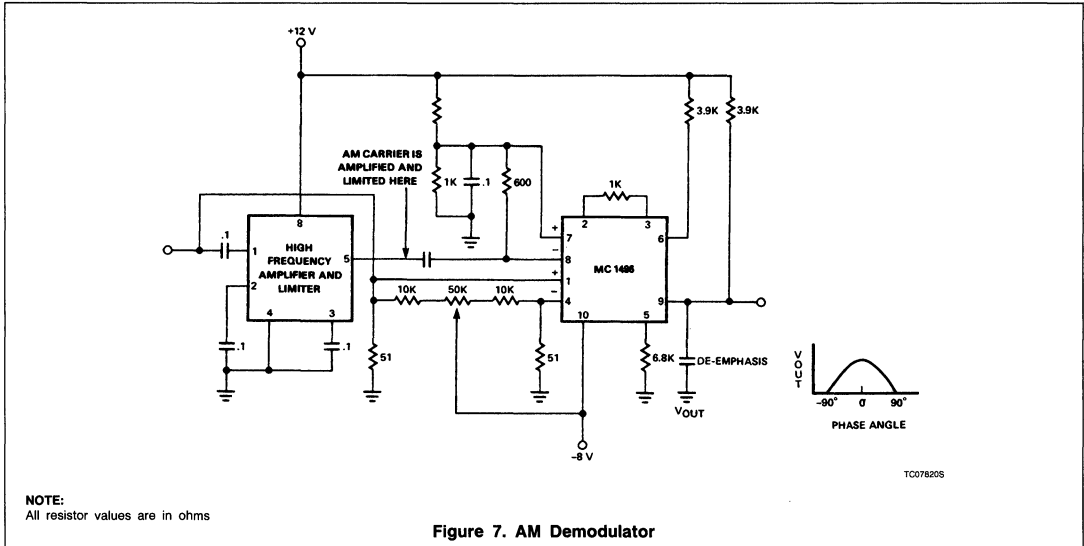 +12 V
3.9K 3.9K
AM CARRIER IS
AMPLIFIED AND
LIMITED HERE
1K .1 600
1K
8
2 3
.1
1
HIGH
FREQUENCY
AMPLIFIER AND
LIMITER
5
+
7
−
8
+
1
−
4
6
MC 1496
9
2
4 3
10K 50K 10K
10 5
.1 .1
51
51
6.8K
DE-EMPHASIS
VOUT
−8 V
VOUT
−90° σ 90°
PHASE ANGLE
TC07820S
NOTE:
All resistor values are in ohms
Figure 7. AM Demodulator